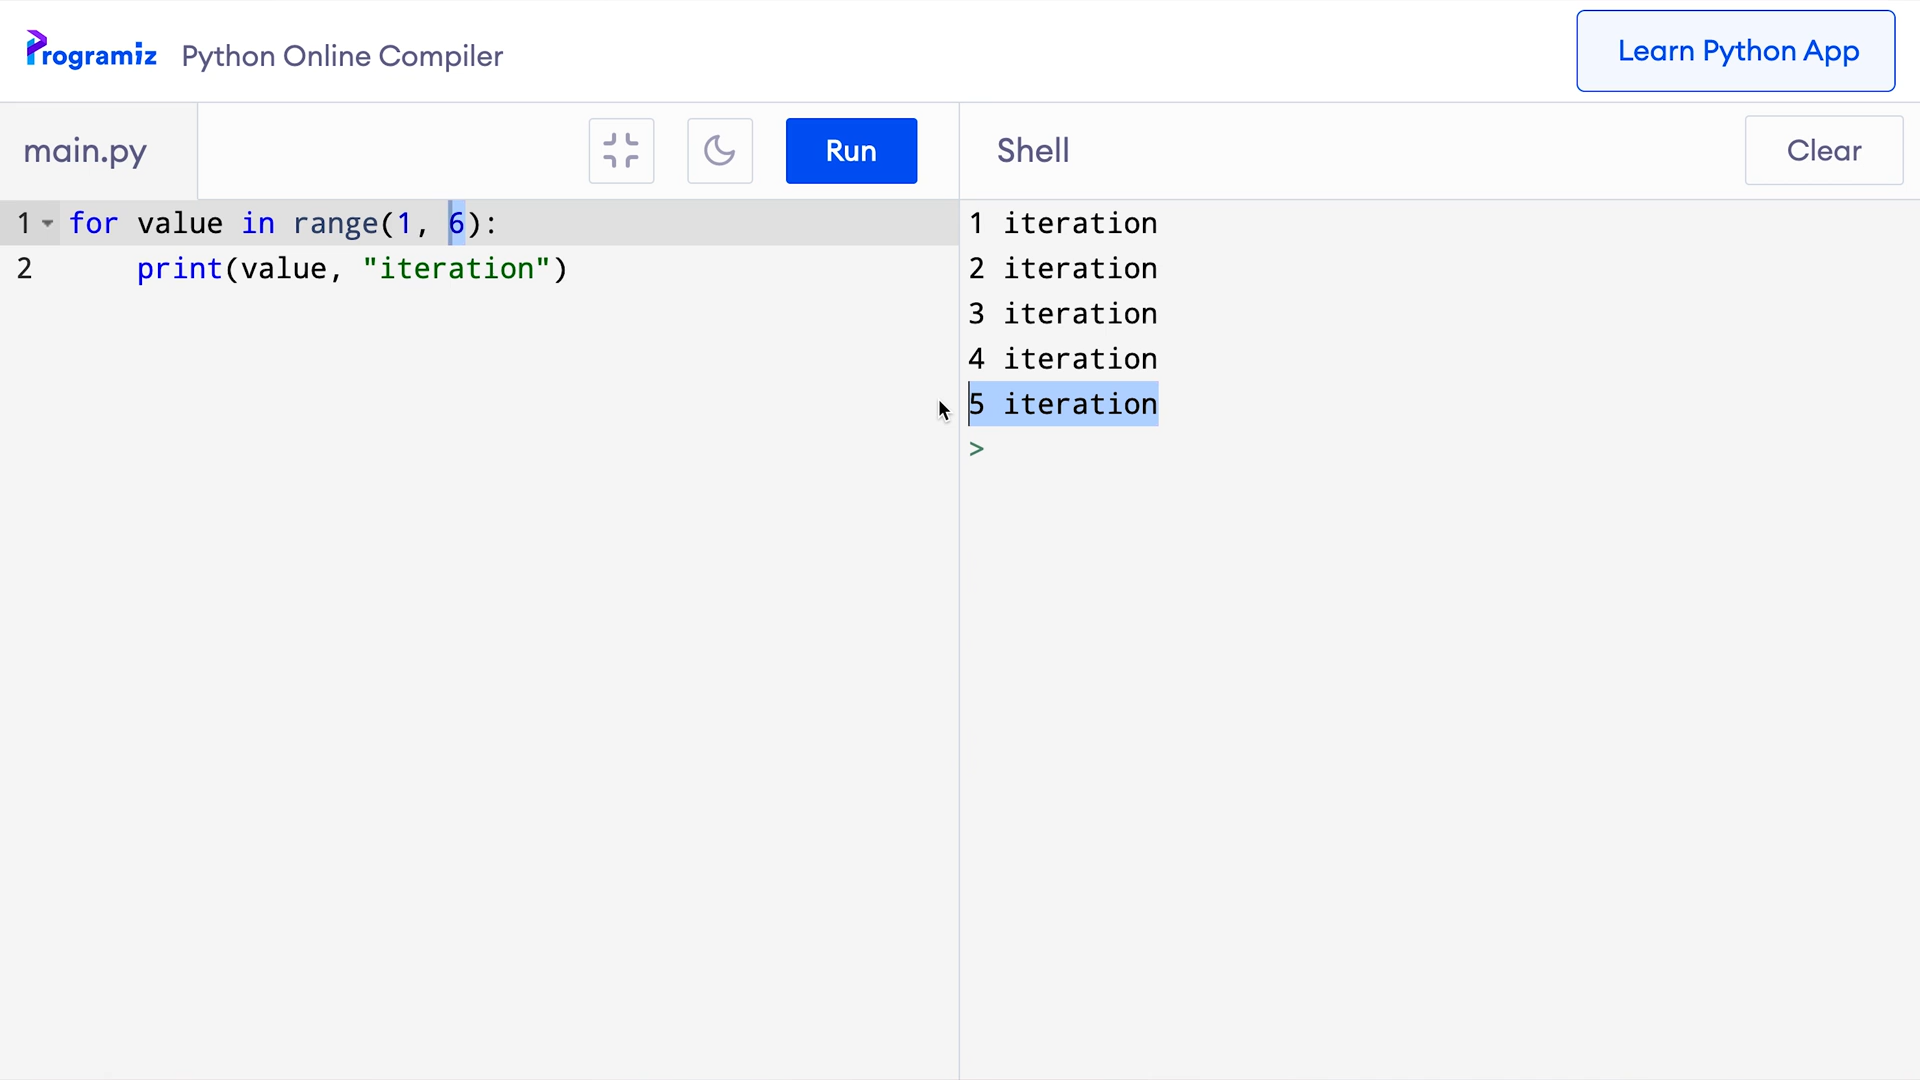 Programiz Python Online Compiler
Learn Python App
main.py
Run
Shell
Clear
1 for value in range(1, 6):
2     print(value, "iteration")
1 iteration
2 iteration
3 iteration
4 iteration
5 iteration
>